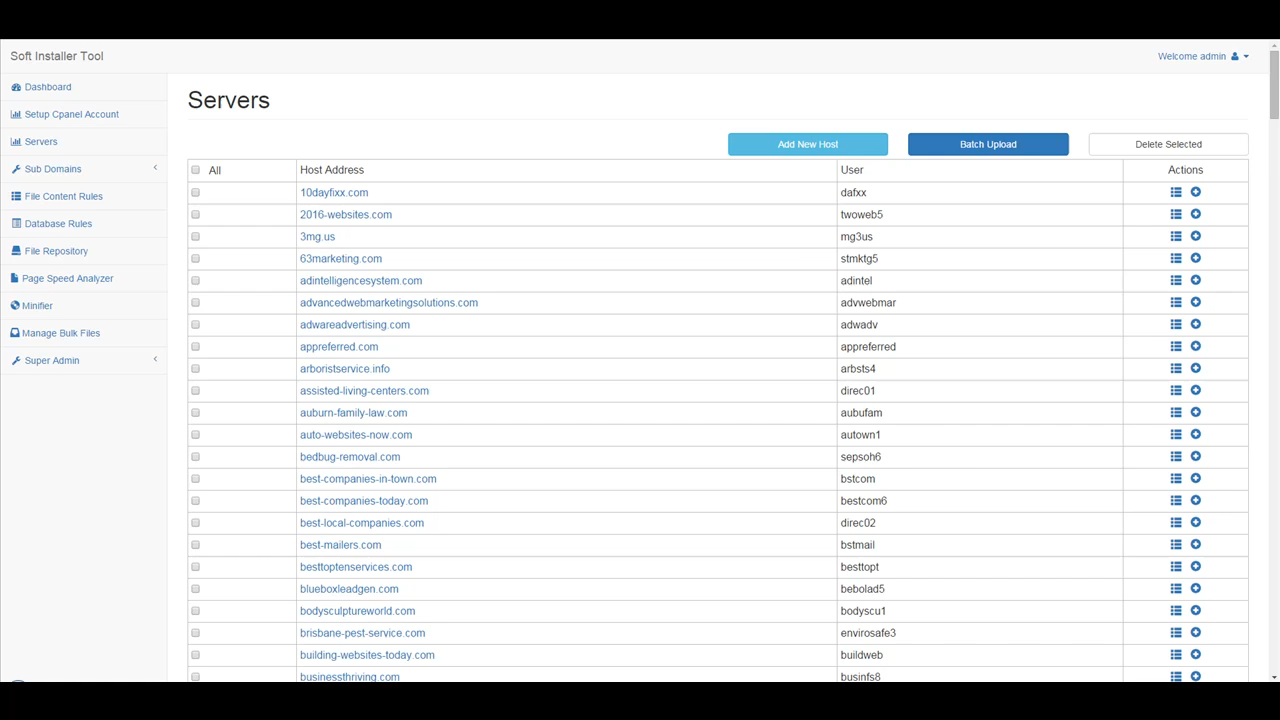 Soft Installer Tool
Welcome admin
Dashboard
Setup Cpanel Account
Servers
Sub Domains
File Content Rules
Database Rules
File Repository
Page Speed Analyzer
Minifier
Manage Bulk Files
Super Admin
Servers
Add New Host Batch Upload Delete Selected
All Host Address User Actions
10dayfixx.com dafxx
2016-websites.com twoweb5
3mg.us mg3us
63marketing.com stmktg5
adintelligencesystem.com adintel
advancedwebmarketingsolutions.com advwebmar
adwareadvertising.com adwadv
appreferred.com appreferred
arboristservice.info arbsts4
assisted-living-centers.com direc01
auburn-family-law.com aubufam
auto-websites-now.com autown1
bedbug-removal.com sepsoh6
best-companies-in-town.com bstcom
best-companies-today.com bestcom6
best-local-companies.com direc02
best-mailers.com bstmail
besttoptenservices.com besttopt
blueboxleadgen.com bebolad5
bodysculptureworld.com bodyscu1
brisbane-pest-service.com envirosafe3
building-websites-today.com buildweb
businessthriving.com businfs8